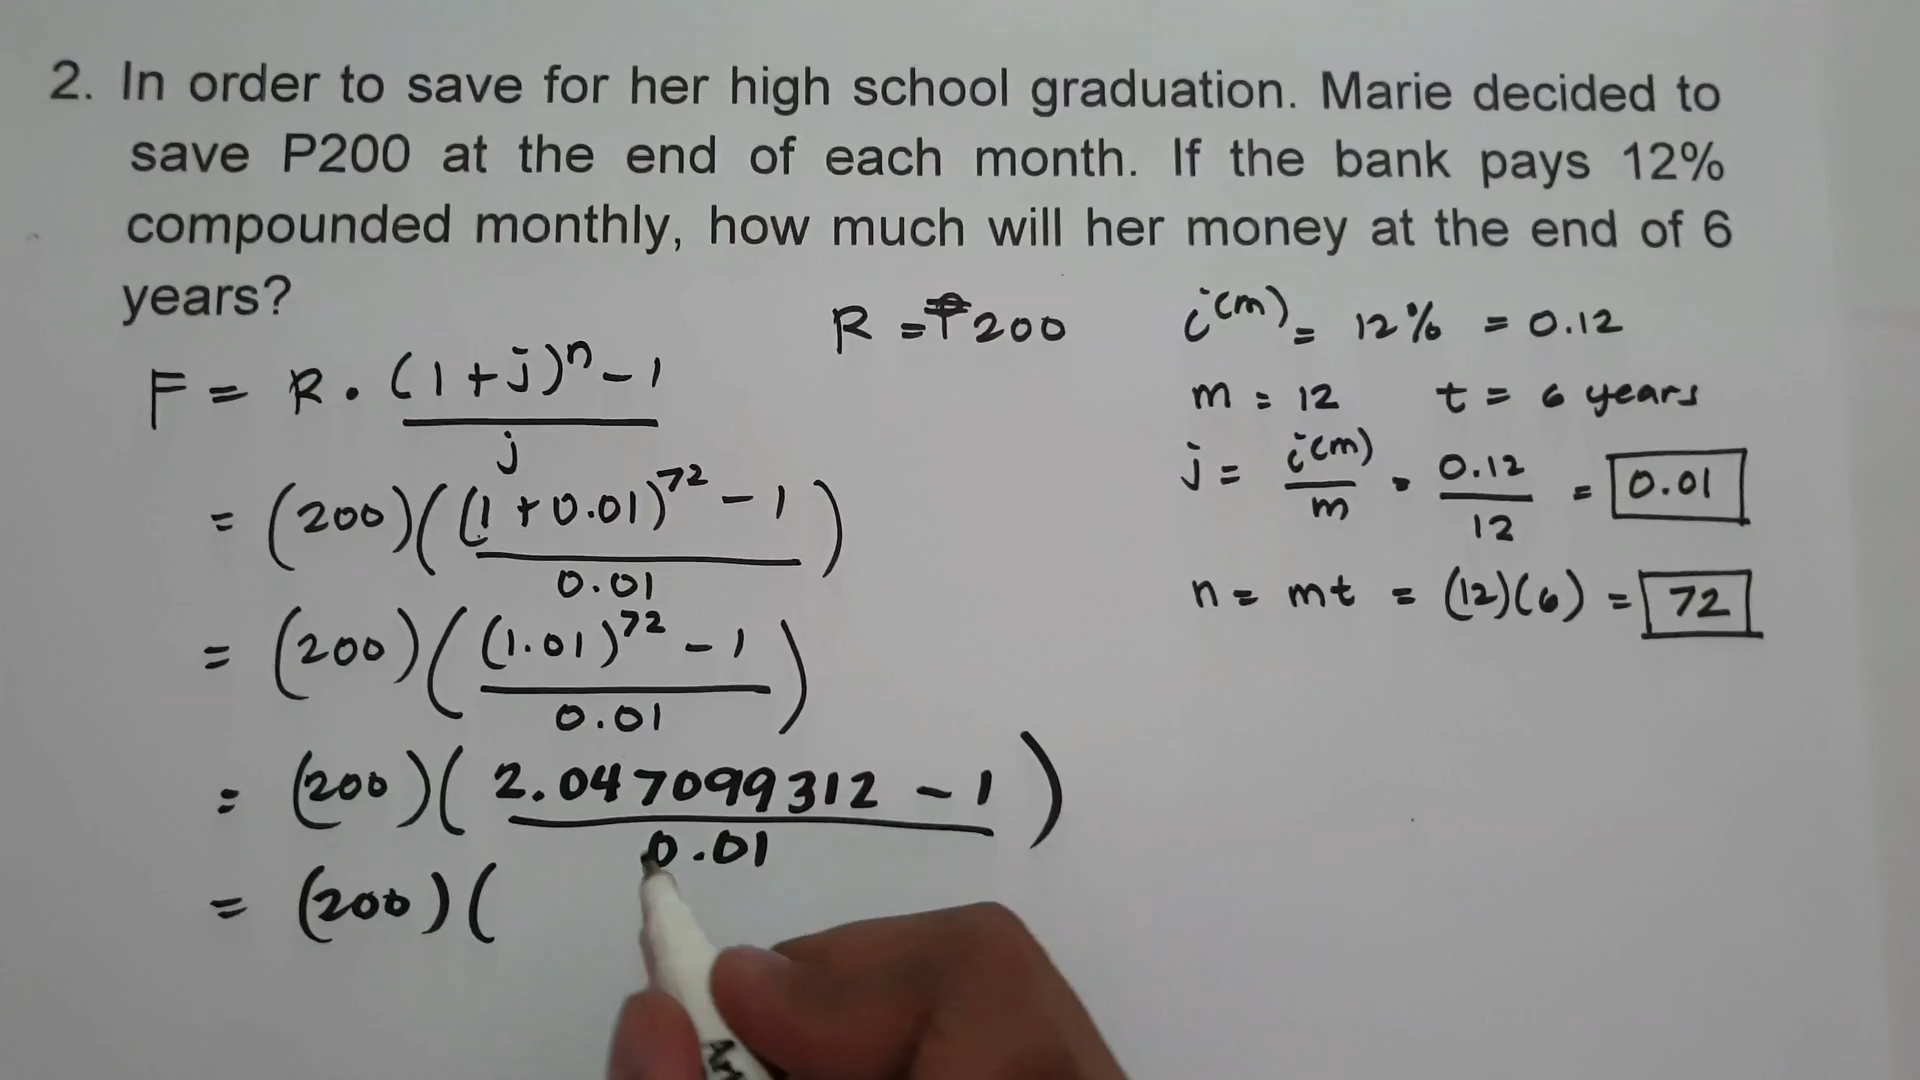 2. In order to save for her high school graduation. Marie decided to
save P200 at the end of each month. If the bank pays 12%
compounded monthly, how much will her money at the end of 6
years?
R = ₱200
i^(m) = 12% = 0.12
m = 12 t = 6 years
j = i^(m)/m = 0.12/12 = 0.01
n = mt = (12)(6) = 72
F = R · (1+j)^n - 1 / j
= (200)((1+0.01)^72 - 1 / 0.01)
= (200)((1.01)^72 - 1 / 0.01)
= (200)(2.047099312 - 1 / 0.01)
= (200)(